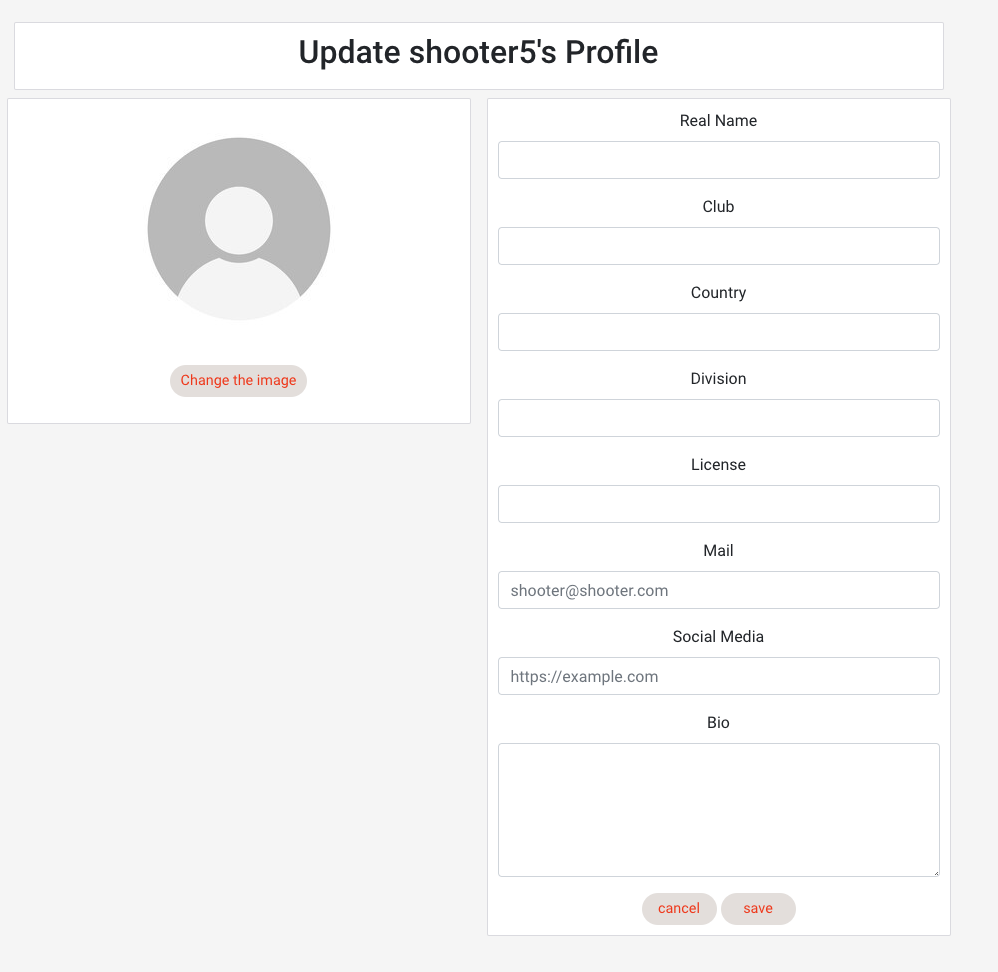 Update shooter5's Profile
Change the image
Real Name
Club
Country
Division
License
Mail
shooter@shooter.com
Social Media
https://example.com
Bio
cancel save